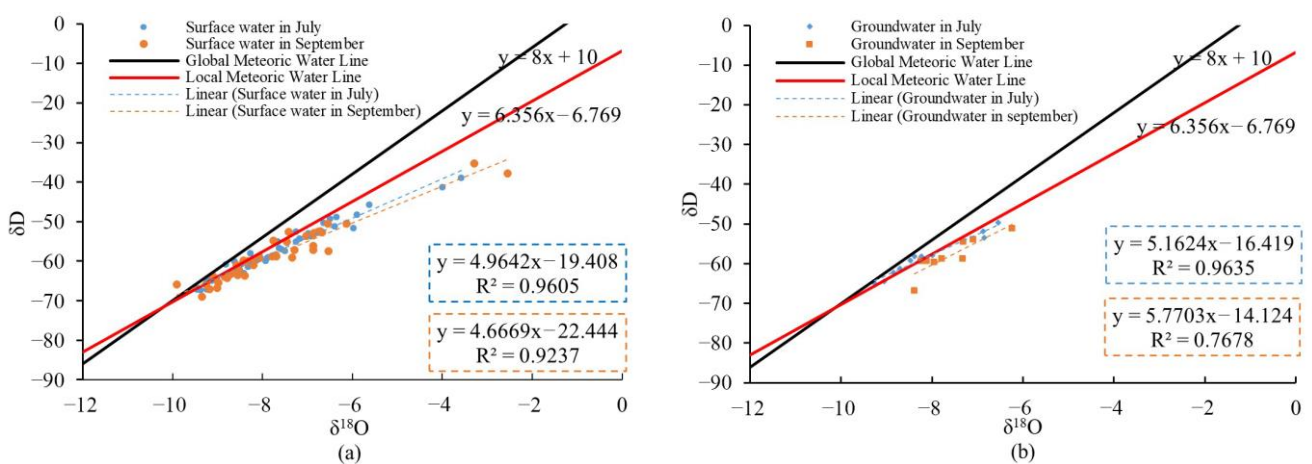 0
−10
−20
−30
−40
−50
−60
−70
−80
−90
δD
Surface water in July
Surface water in September
Global Meteoric Water Line
Local Meteoric Water Line
Linear (Surface water in July)
Linear (Surface water in September)
y = 8x + 10
y = 6.356x−6.769
y = 4.9642x−19.408
R² = 0.9605
y = 4.6669x−22.444
R² = 0.9237
−12 −10 −8 −6 −4 −2 0
δ¹⁸O
(a)
0
−10
−20
−30
−40
−50
−60
−70
−80
−90
δD
Groundwater in July
Groundwater in September
Global Meteoric Water Line
Local Meteoric Water Line
Linear (Groundwater in July)
Linear (Groundwater in september)
y = 8x + 10
y = 6.356x−6.769
y = 5.1624x−16.419
R² = 0.9635
y = 5.7703x−14.124
R² = 0.7678
−12 −10 −8 −6 −4 −2 0
δ¹⁸O
(b)